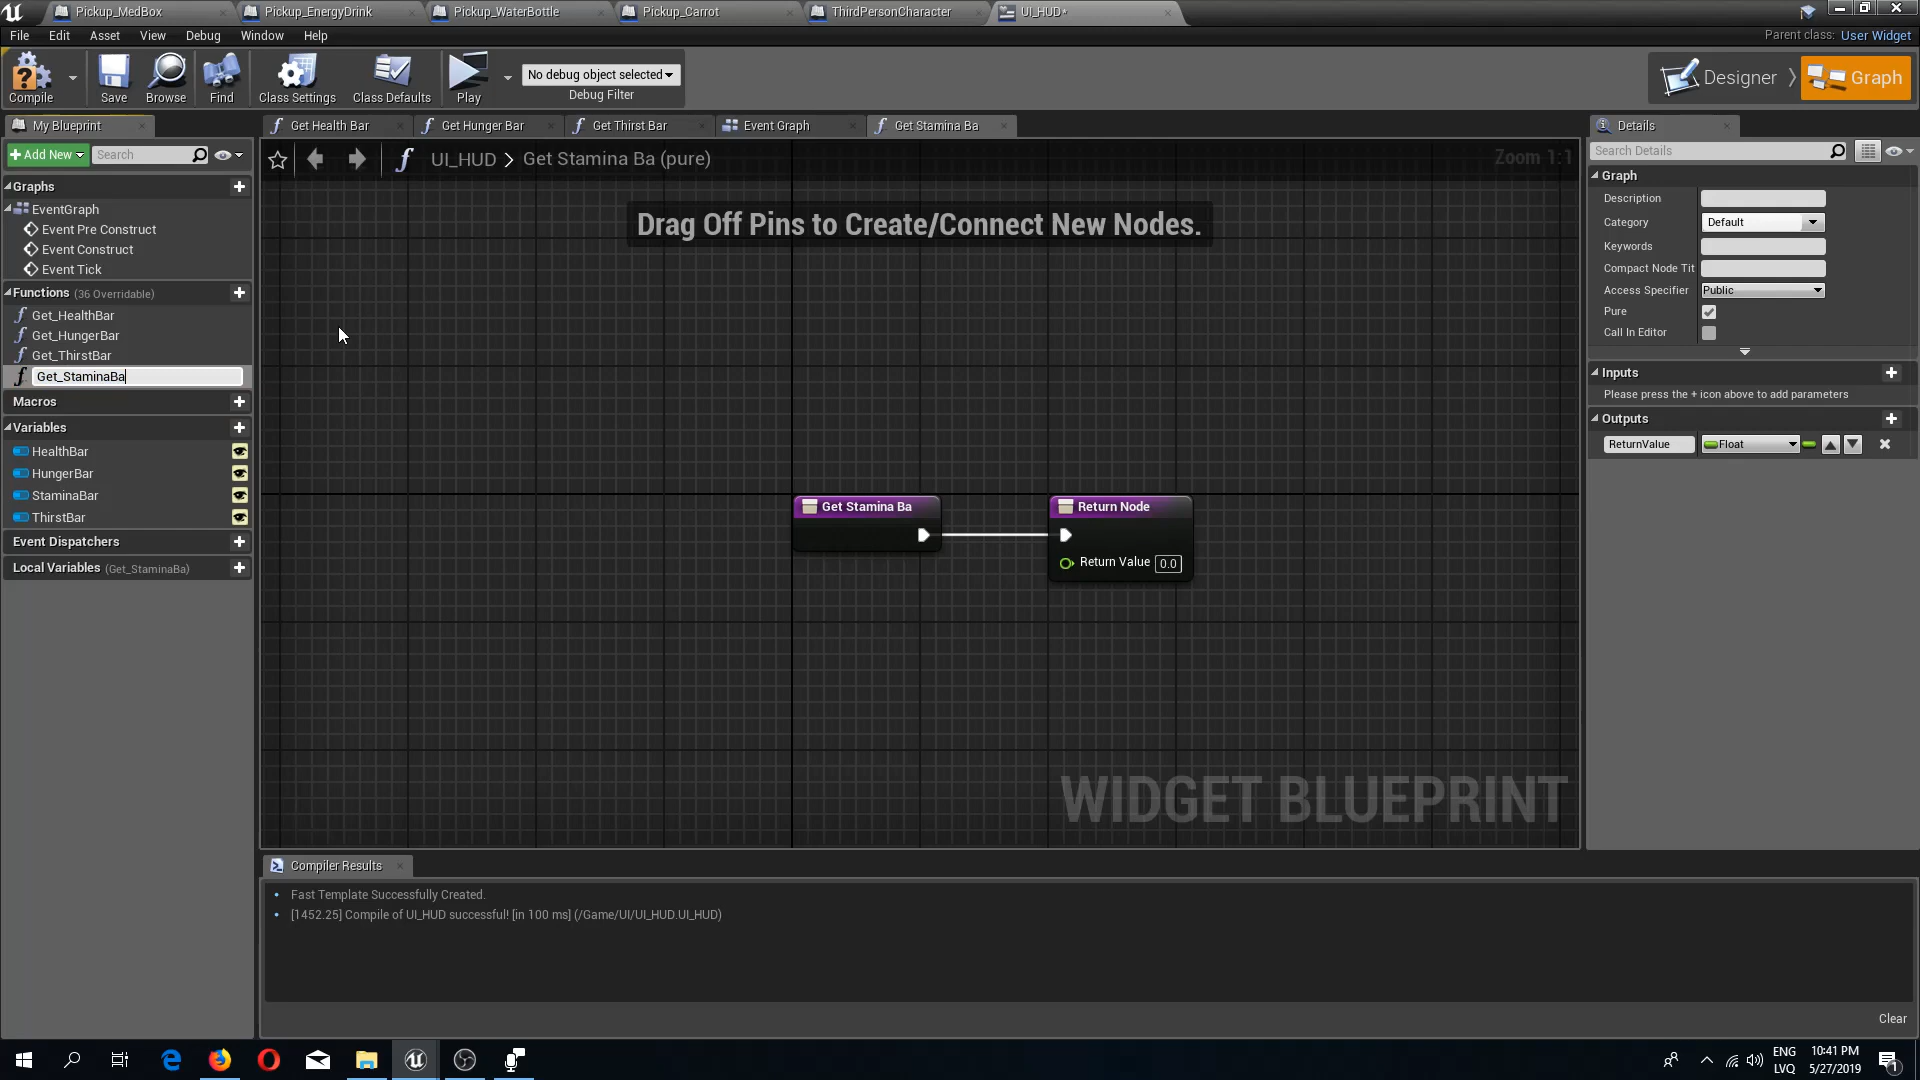 Pickup_MedBox
Pickup_EnergyDrink
Pickup_WaterBottle
Pickup_Carrot
ThirdPersonCharacter
UI_HUD*
File Edit Asset View Debug Window Help
Parent class: User Widget
Compile
Save
Browse
Find
Class Settings
Class Defaults
Play
No debug object selected
Debug Filter
Designer
Graph
My Blueprint
Get Health Bar
Get Hunger Bar
Get Thirst Bar
Event Graph
Get Stamina Ba
Details
Add New
Search
UI_HUD > Get Stamina Ba (pure)
Zoom 1:1
Search Details
Graphs
EventGraph
Event Pre Construct
Event Construct
Event Tick
Functions (36 Overridable)
Get_HealthBar
Get_HungerBar
Get_ThirstBar
Get_StaminaBa
Macros
Variables
HealthBar
HungerBar
StaminaBar
ThirstBar
Event Dispatchers
Local Variables (Get_StaminaBa)
Drag Off Pins to Create/Connect New Nodes.
Get Stamina Ba
Return Node
Return Value 0.0
WIDGET BLUEPRINT
Graph
Description
Category Default
Keywords
Compact Node Tit
Access Specifier Public
Pure
Call In Editor
Inputs
Please press the + icon above to add parameters
Outputs
ReturnValue Float
Compiler Results
Fast Template Successfully Created.
[1452.25] Compile of UI_HUD successful! [in 100 ms] (/Game/UI/UI_HUD.UI_HUD)
Clear
ENG
LVQ
10:41 PM
5/27/2019
1